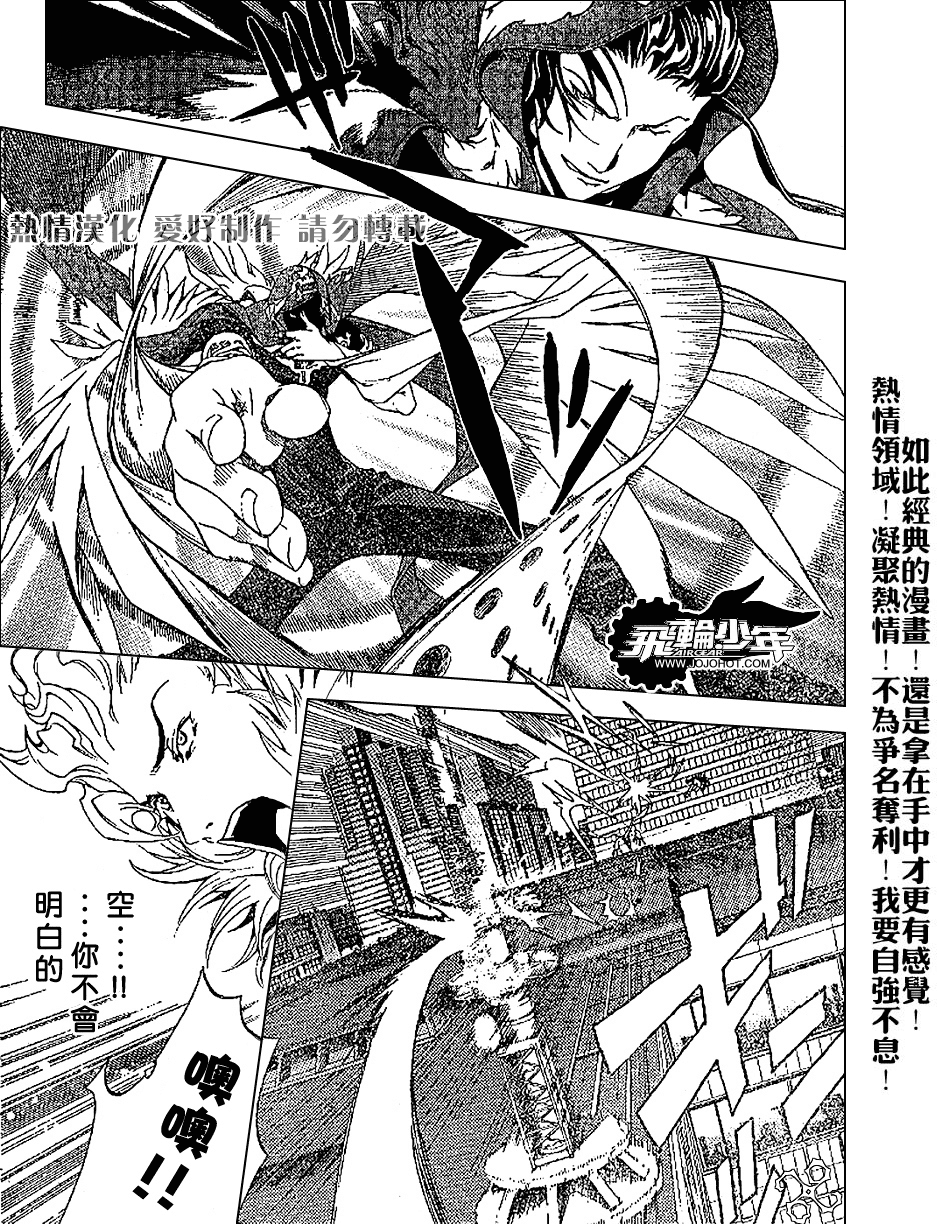 熱情漢化 愛好制作 請勿轉載
飛輪少年
AIRGEAR
WWW.JOJOHOT.COM
如此經典的漫畫！還是拿在手中才更有感覺！
熱情領域！凝聚熱情！不為爭名奪利！我要自強不息！
空‥‥!!
‥‥你不會
明白的
噢噢!!